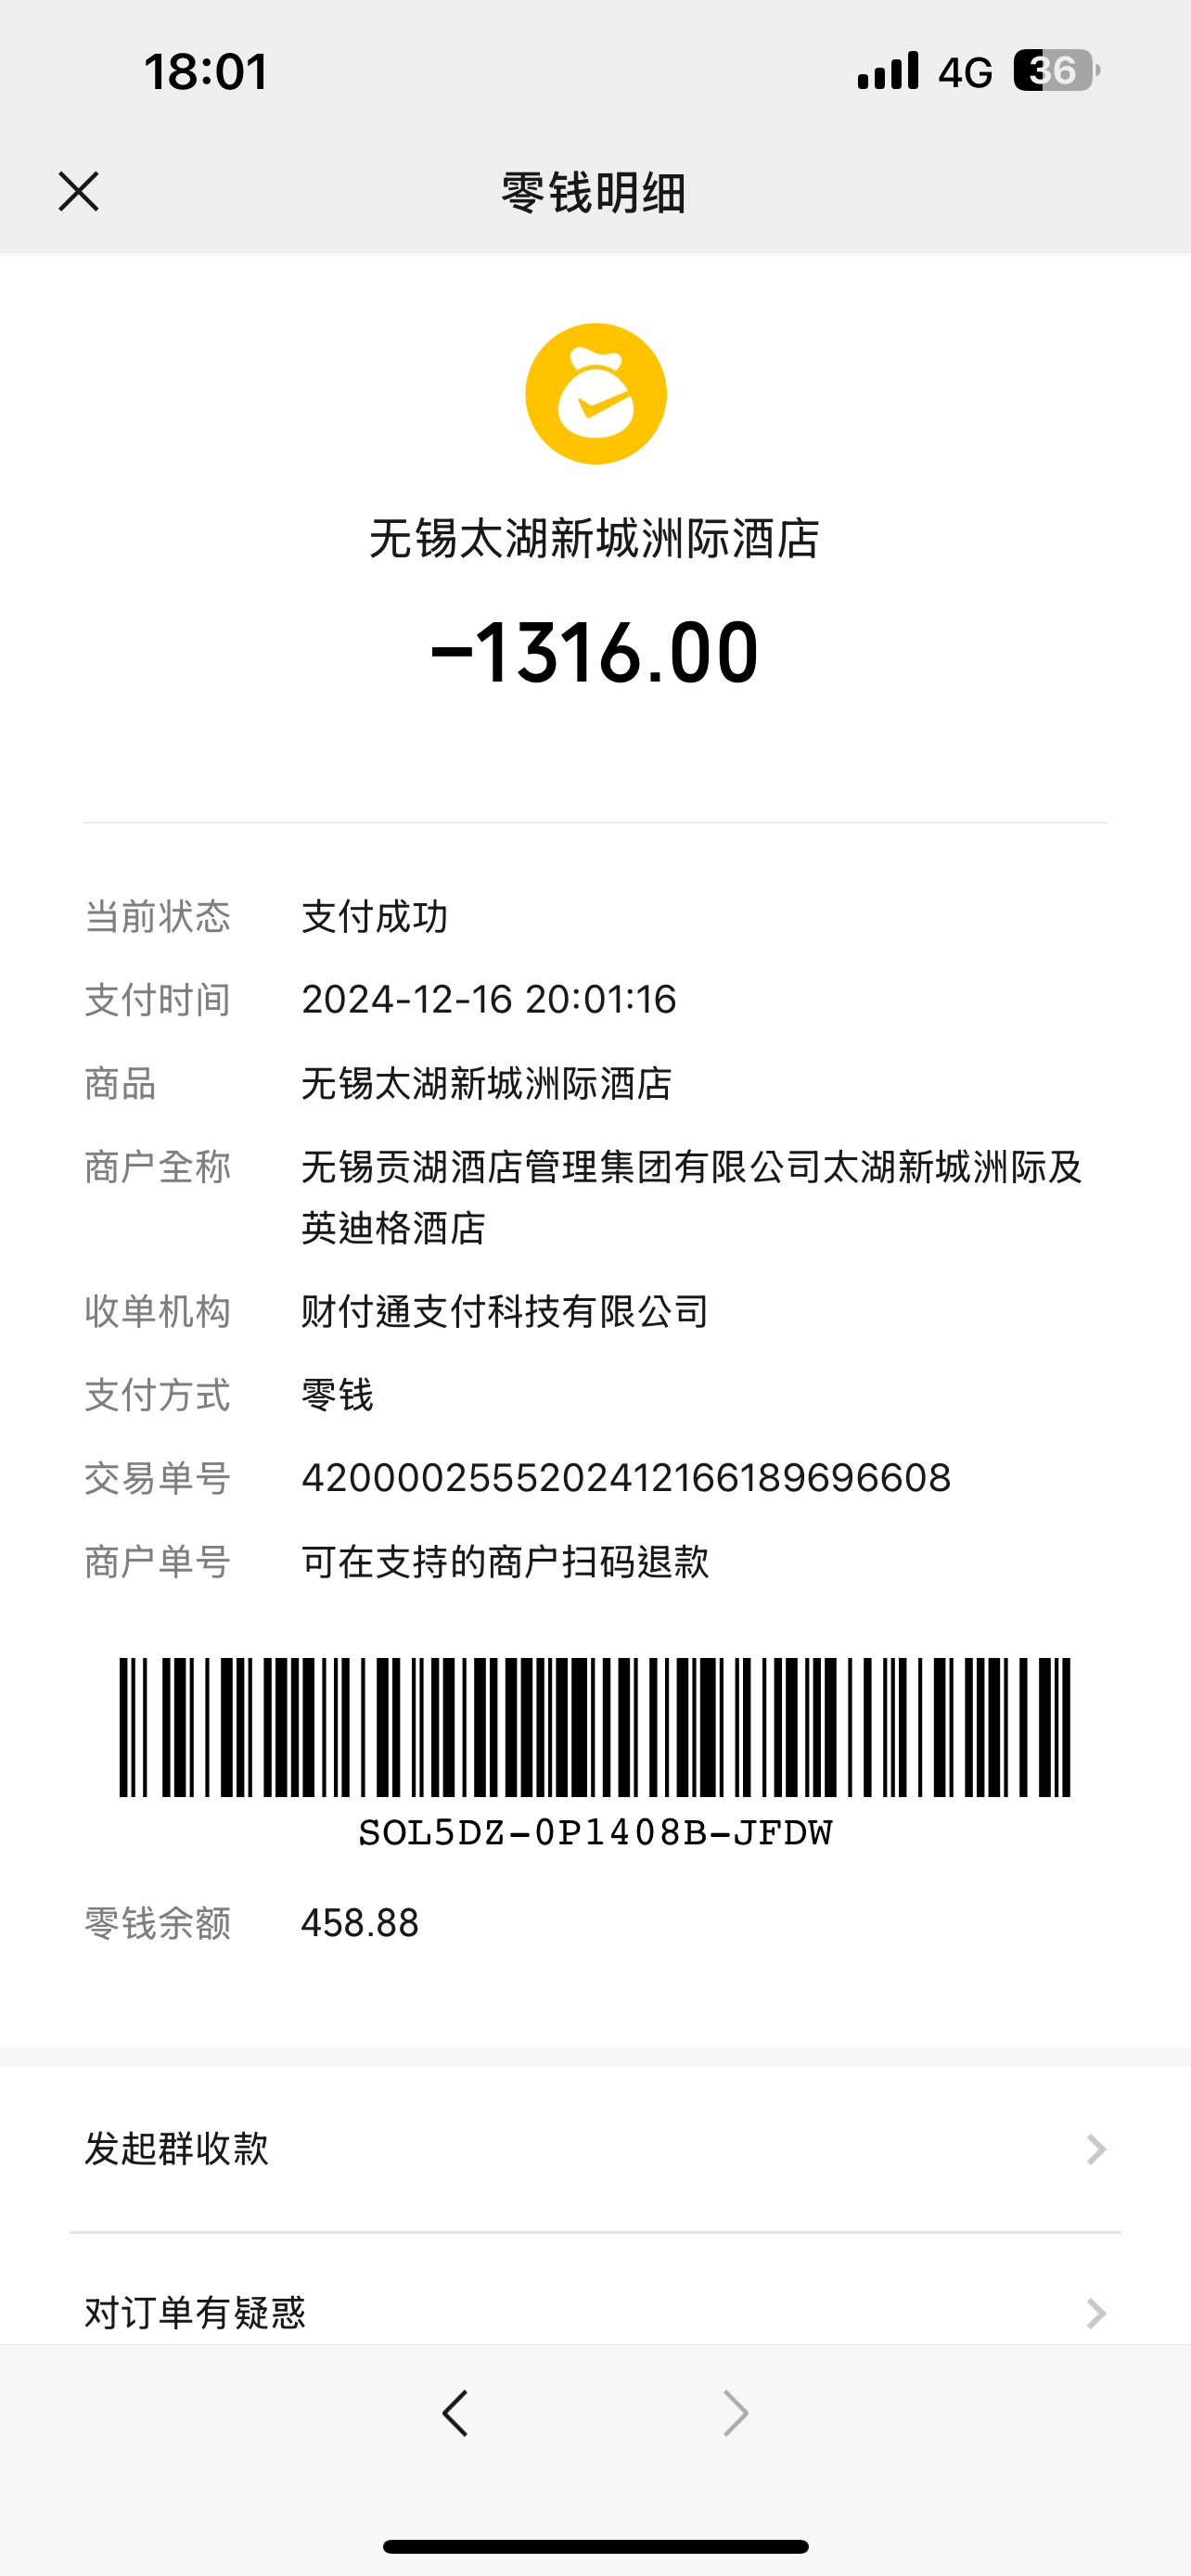 18:01
4G 36
零钱明细
无锡太湖新城洲际酒店
-1316.00
当前状态 支付成功
支付时间 2024-12-16 20:01:16
商品 无锡太湖新城洲际酒店
商户全称 无锡贡湖酒店管理集团有限公司太湖新城洲际及
英迪格酒店
收单机构 财付通支付科技有限公司
支付方式 零钱
交易单号 4200002555202412166189696608
商户单号 可在支持的商户扫码退款
SOL5DZ-0P1408B-JFDW
零钱余额 458.88
发起群收款
对订单有疑惑